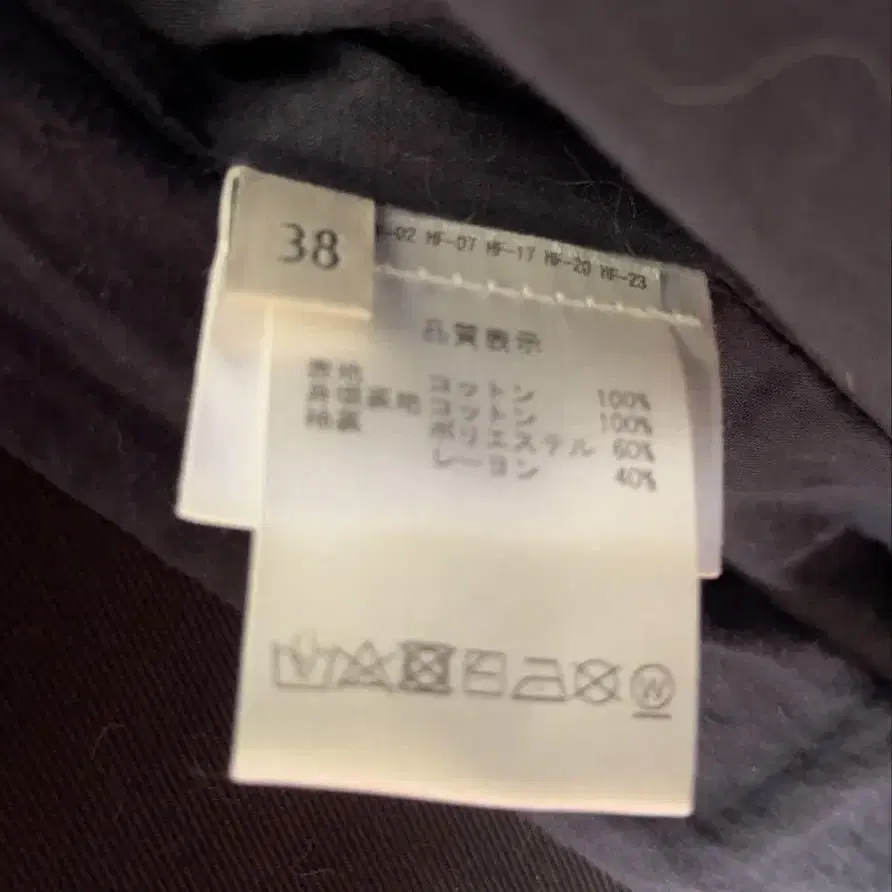 38
-02 MF-07 MF-17 MF-20 MF-23
品質表示
表地 コットン 100%
身頃裏地 コットン 100%
袖裏 ポリエステル 60%
レーヨン 40%
W